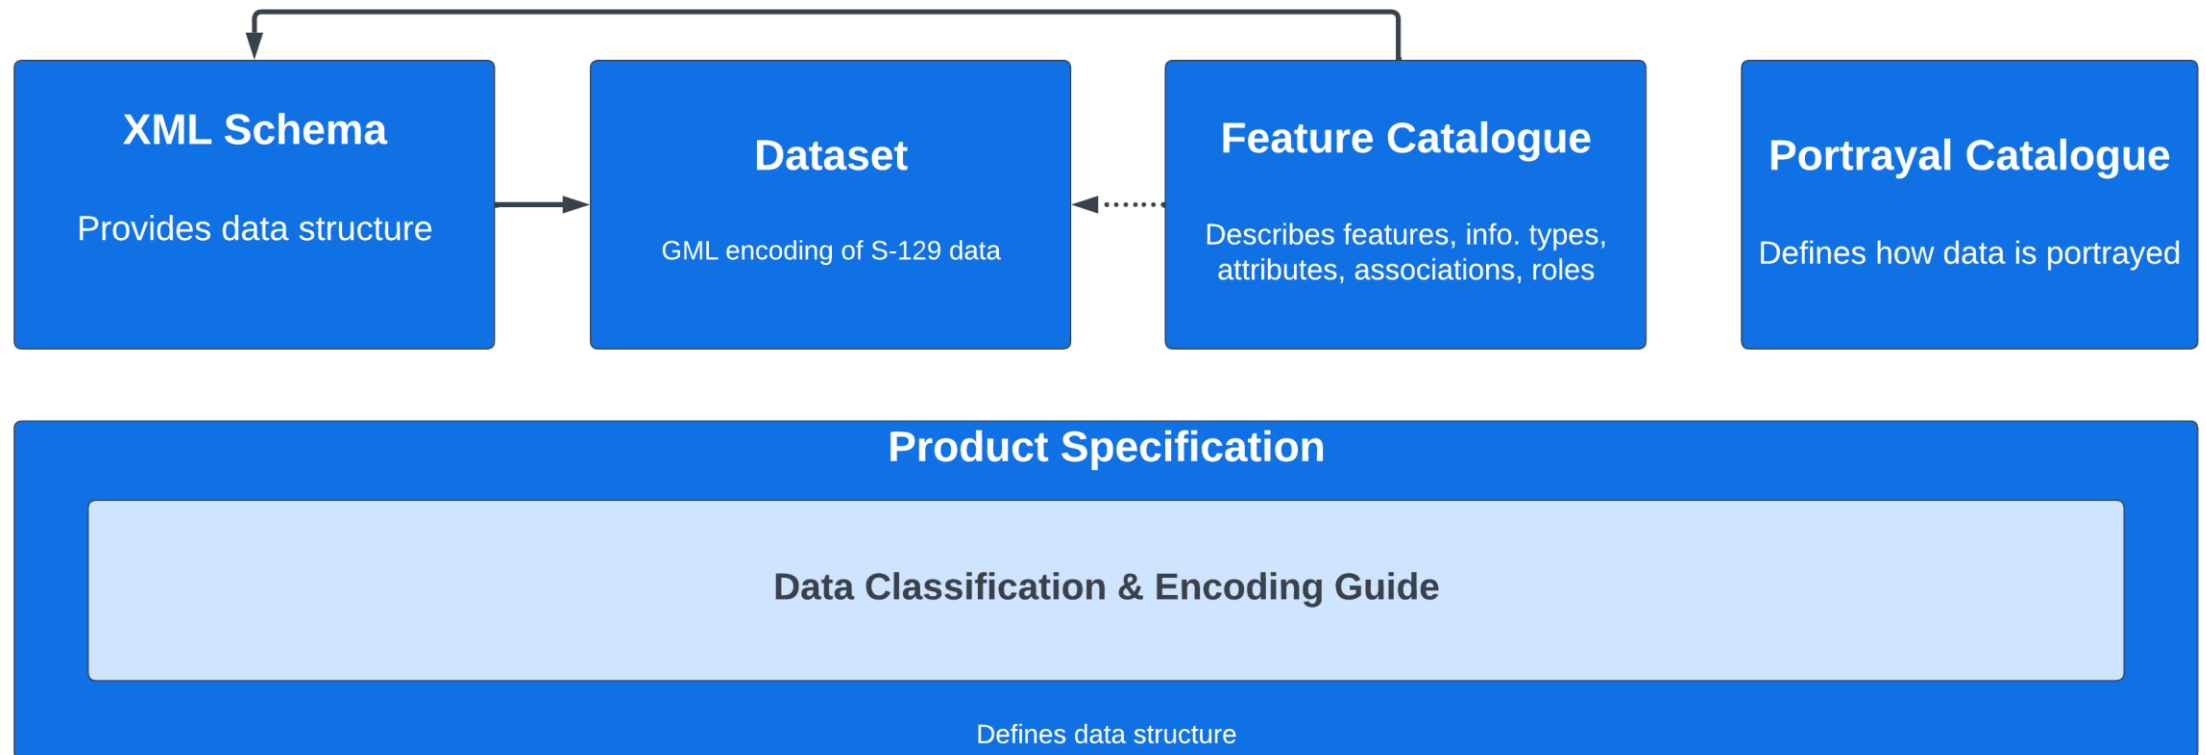 XML Schema
Provides data structure
Dataset
GML encoding of S-129 data
Feature Catalogue
Describes features, info. types,
attributes, associations, roles
Portrayal Catalogue
Defines how data is portrayed
Product Specification
Data Classification & Encoding Guide
Defines data structure